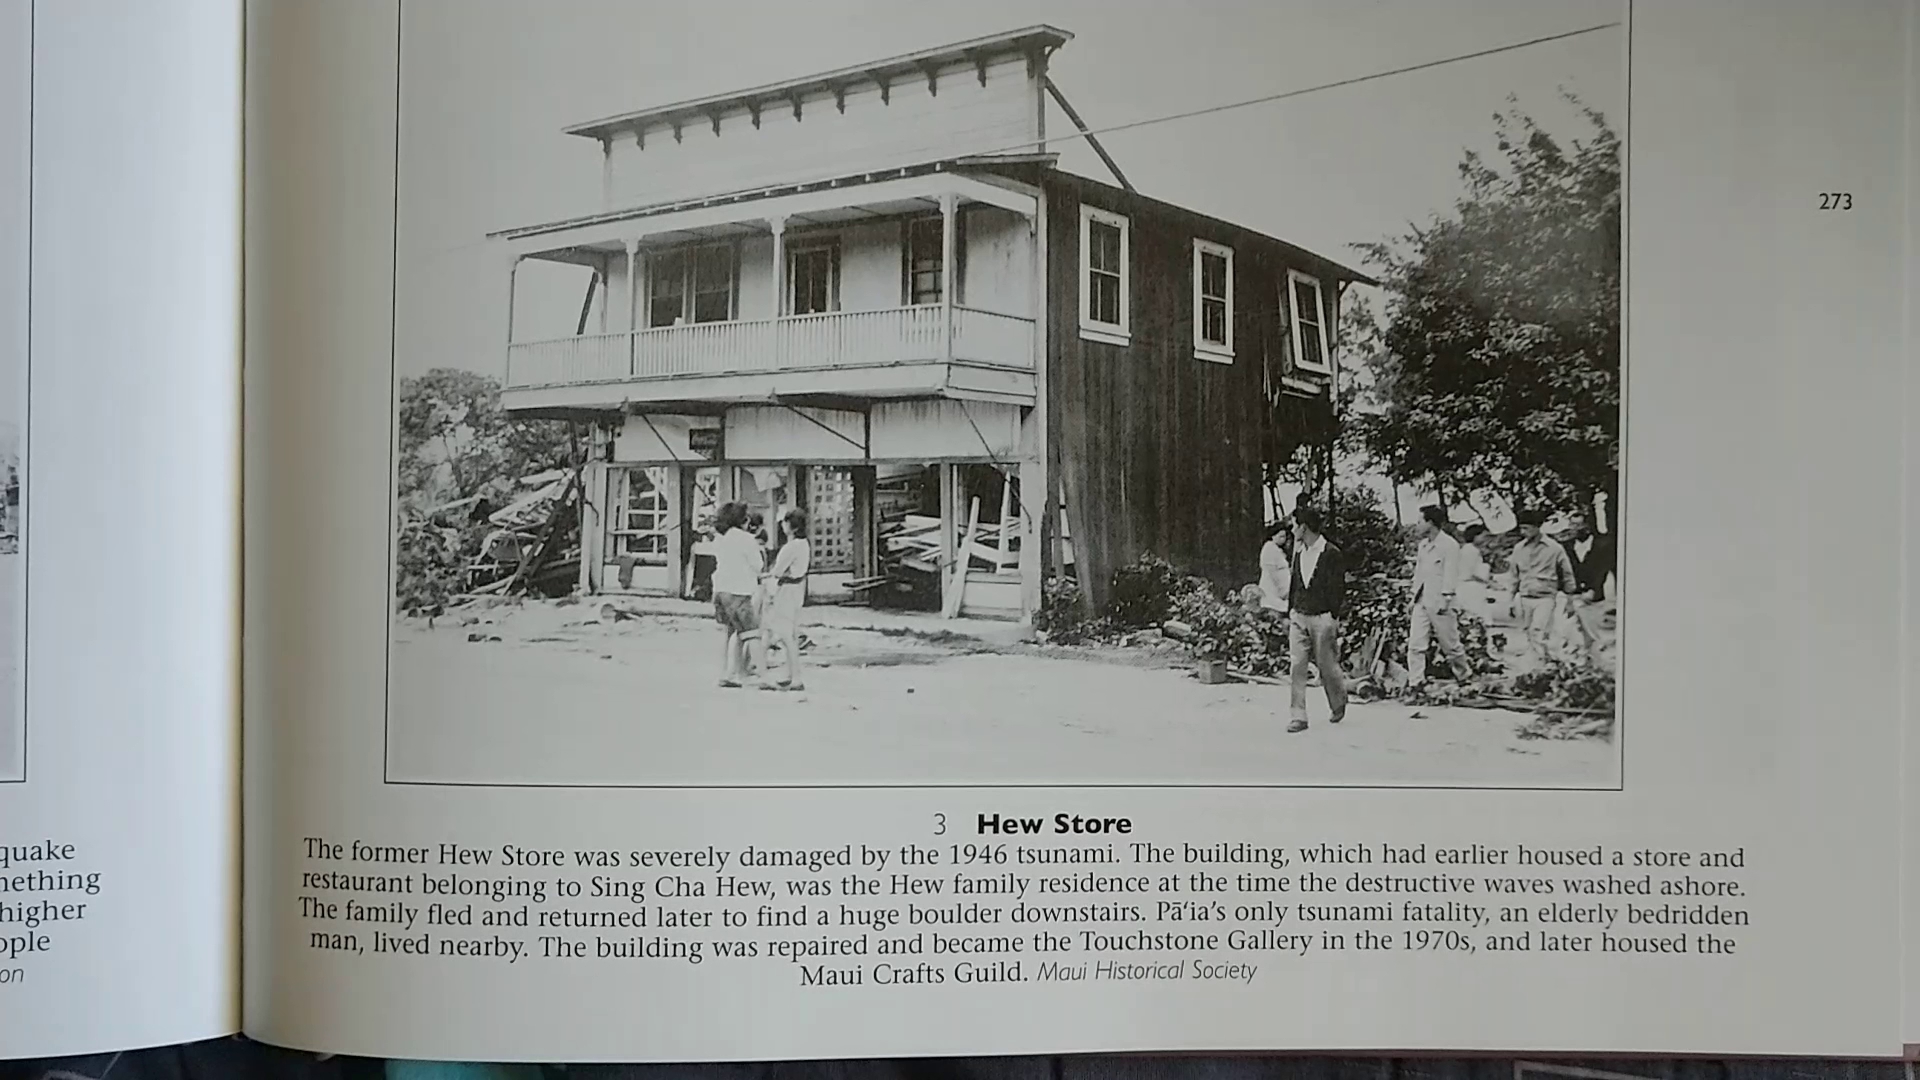 273
3 Hew Store
The former Hew Store was severely damaged by the 1946 tsunami. The building, which had earlier housed a store and
restaurant belonging to Sing Cha Hew, was the Hew family residence at the time the destructive waves washed ashore.
The family fled and returned later to find a huge boulder downstairs. Pāʻia’s only tsunami fatality, an elderly bedridden
man, lived nearby. The building was repaired and became the Touchstone Gallery in the 1970s, and later housed the
Maui Crafts Guild. Maui Historical Society
quake
nething
higher
ople
on